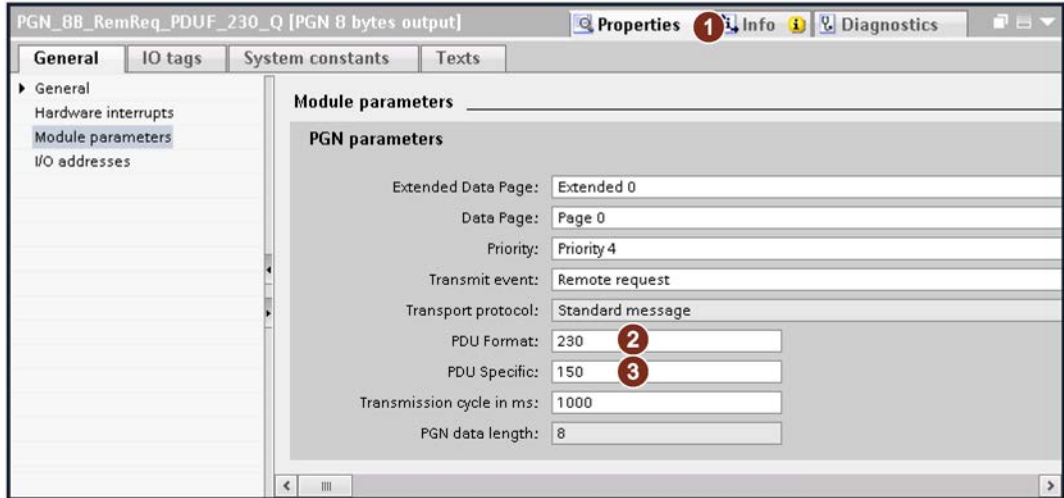 PGN_8B_RemReq_PDUF_230_Q [PGN 8 bytes output]
Properties
1
Info
Diagnostics
General
IO tags
System constants
Texts
General
Hardware interrupts
Module parameters
I/O addresses
Module parameters
PGN parameters
Extended Data Page: Extended 0
Data Page: Page 0
Priority: Priority 4
Transmit event: Remote request
Transport protocol: Standard message
PDU Format: 230 2
PDU Specific: 150 3
Transmission cycle in ms: 1000
PGN data length: 8